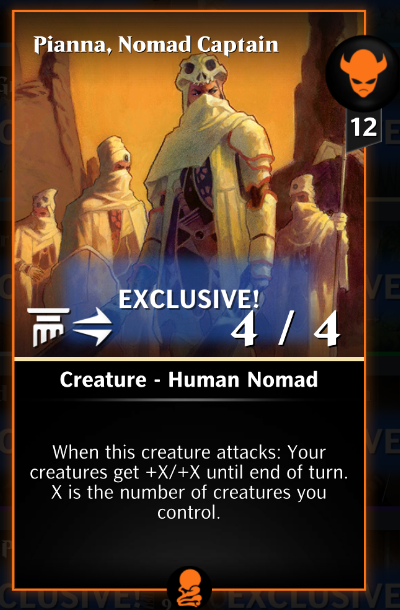 Pianna, Nomad Captain
12
EXCLUSIVE!
4 / 4
Creature - Human Nomad
When this creature attacks: Your
creatures get +X/+X until end of turn.
X is the number of creatures you
control.